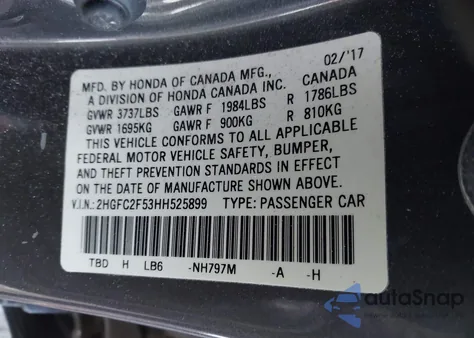 02/'17
MFD. BY HONDA OF CANADA MFG., CANADA
A DIVISION OF HONDA CANADA INC.
GVWR 3737LBS GAWR F 1984LBS R 1786LBS
GVWR 1695KG GAWR F 900KG R 810KG
THIS VEHICLE CONFORMS TO ALL APPLICABLE
FEDERAL MOTOR VEHICLE SAFETY, BUMPER,
AND THEFT PREVENTION STANDARDS IN EFFECT
ON THE DATE OF MANUFACTURE SHOWN ABOVE.
V.I.N.: 2HGFC2F53HH525899 TYPE: PASSENGER CAR
TBD H LB6 -NH797M -A -H
autoSnap